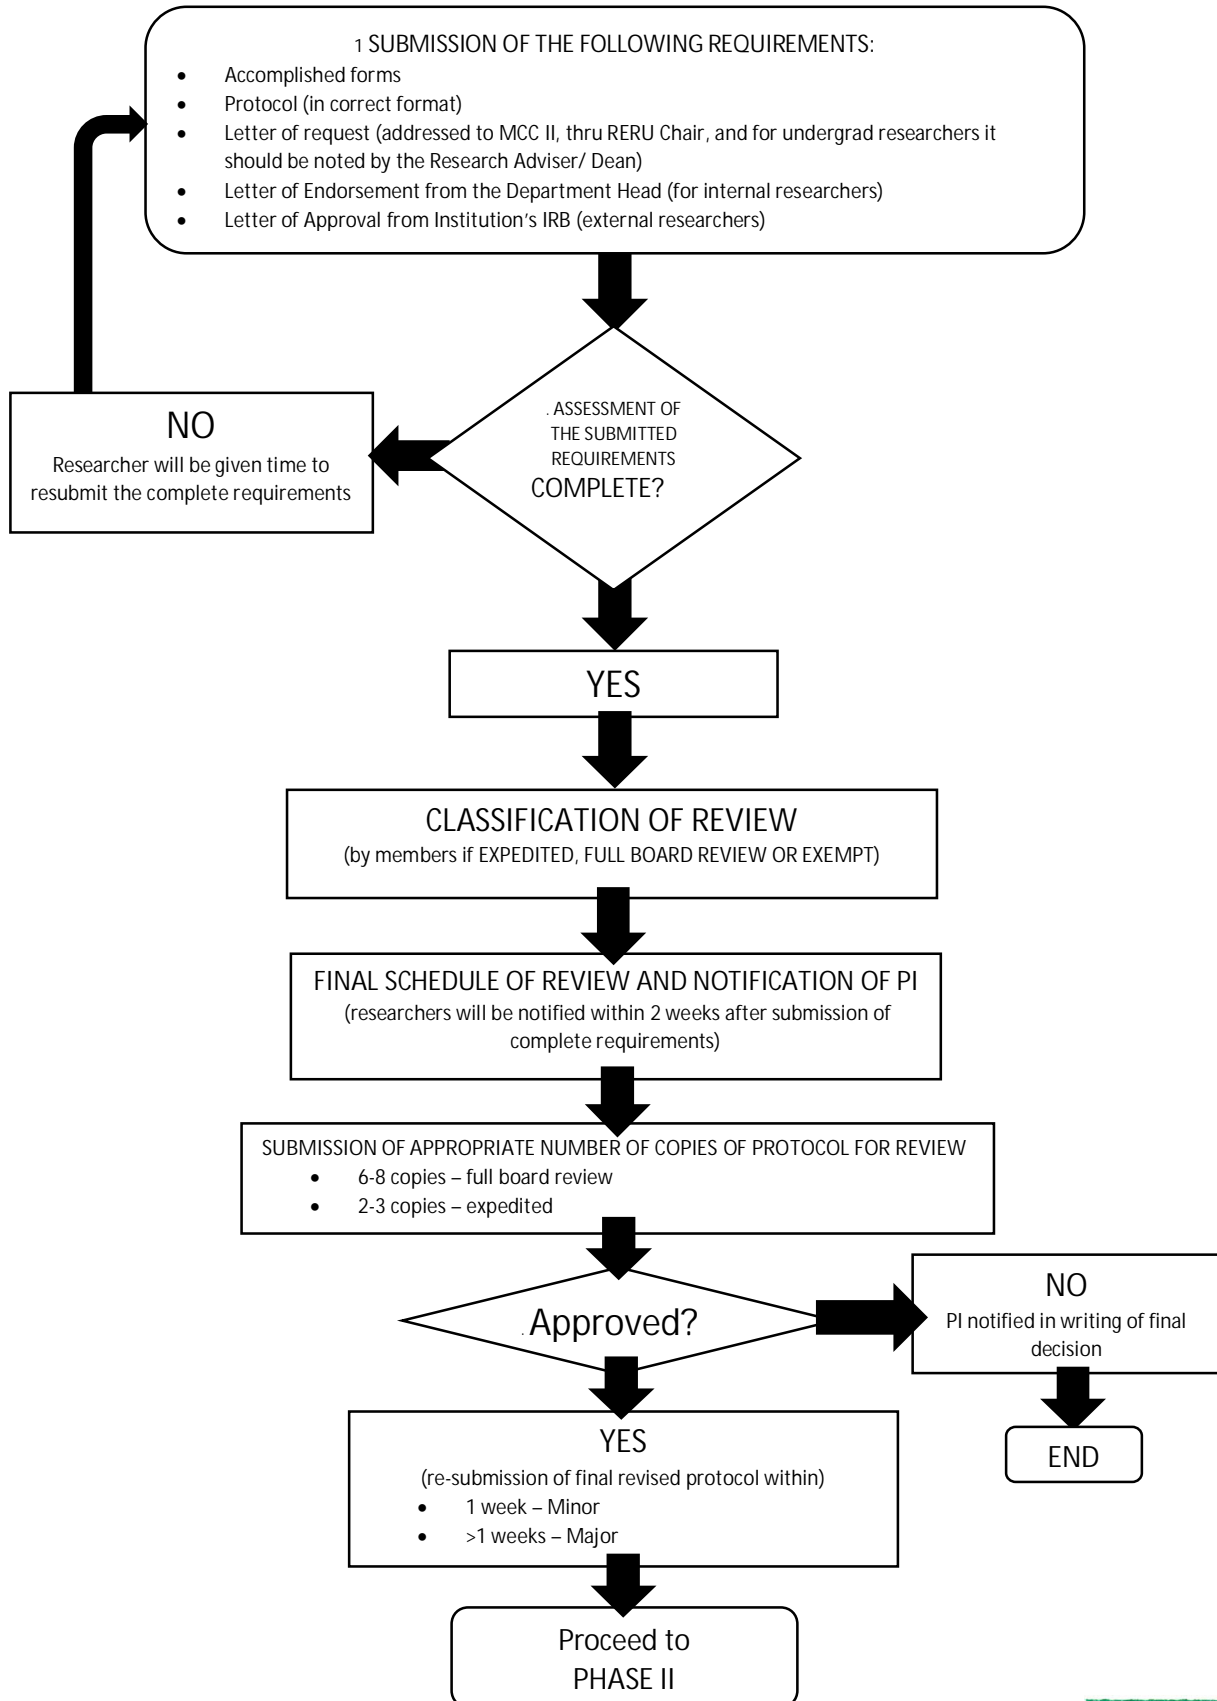 1 SUBMISSION OF THE FOLLOWING REQUIREMENTS:
• Accomplished forms
• Protocol (in correct format)
• Letter of request (addressed to MCC II, thru RERU Chair, and for undergrad researchers it
should be noted by the Research Adviser/ Dean)
• Letter of Endorsement from the Department Head (for internal researchers)
• Letter of Approval from Institution's IRB (external researchers)
. ASSESSMENT OF
THE SUBMITTED
REQUIREMENTS
COMPLETE?
NO
Researcher will be given time to
resubmit the complete requirements
YES
CLASSIFICATION OF REVIEW
(by members if EXPEDITED, FULL BOARD REVIEW OR EXEMPT)
FINAL SCHEDULE OF REVIEW AND NOTIFICATION OF PI
(researchers will be notified within 2 weeks after submission of
complete requirements)
SUBMISSION OF APPROPRIATE NUMBER OF COPIES OF PROTOCOL FOR REVIEW
• 6-8 copies – full board review
• 2-3 copies – expedited
. Approved?
NO
PI notified in writing of final
decision
END
YES
(re-submission of final revised protocol within)
• 1 week – Minor
• >1 weeks – Major
Proceed to
PHASE II